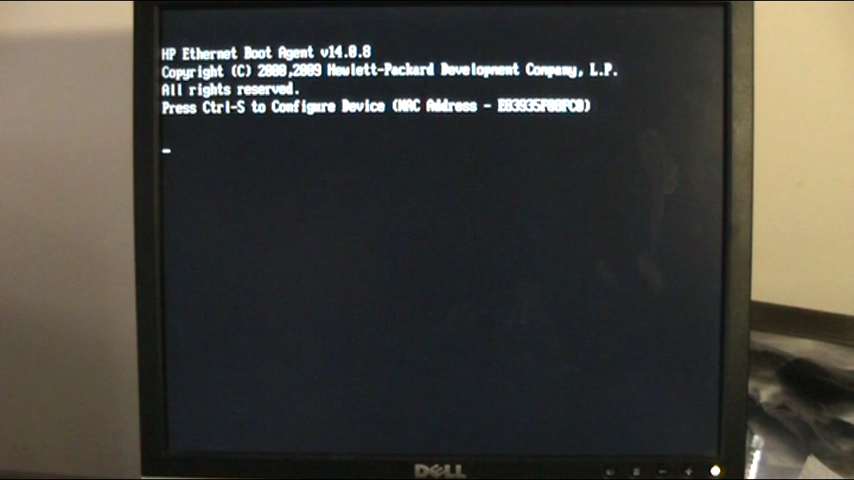 HP Ethernet Boot Agent v14.0.8
Copyright (C) 2000,2009 Hewlett-Packard Development Company, L.P.
All rights reserved.
Press Ctrl-S to Configure Device (MAC Address -
DELL